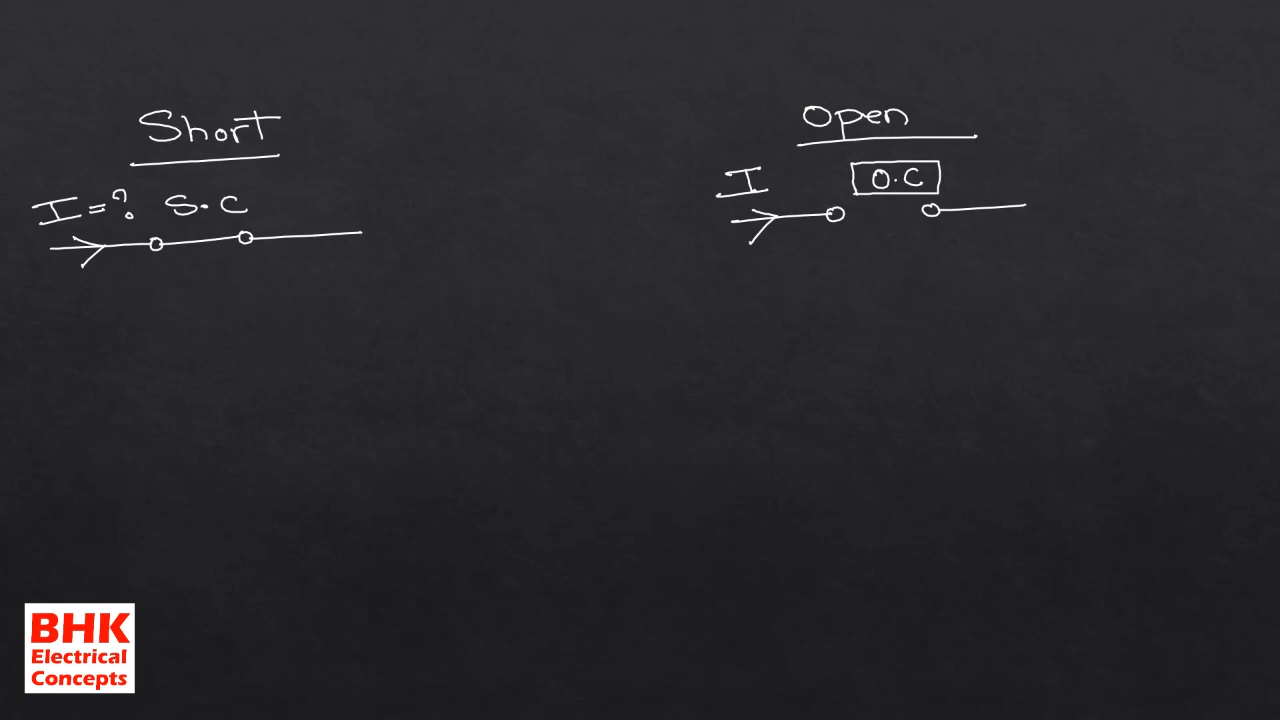 Short
I=? S.C
Open
I
O.C
BHK
Electrical
Concepts